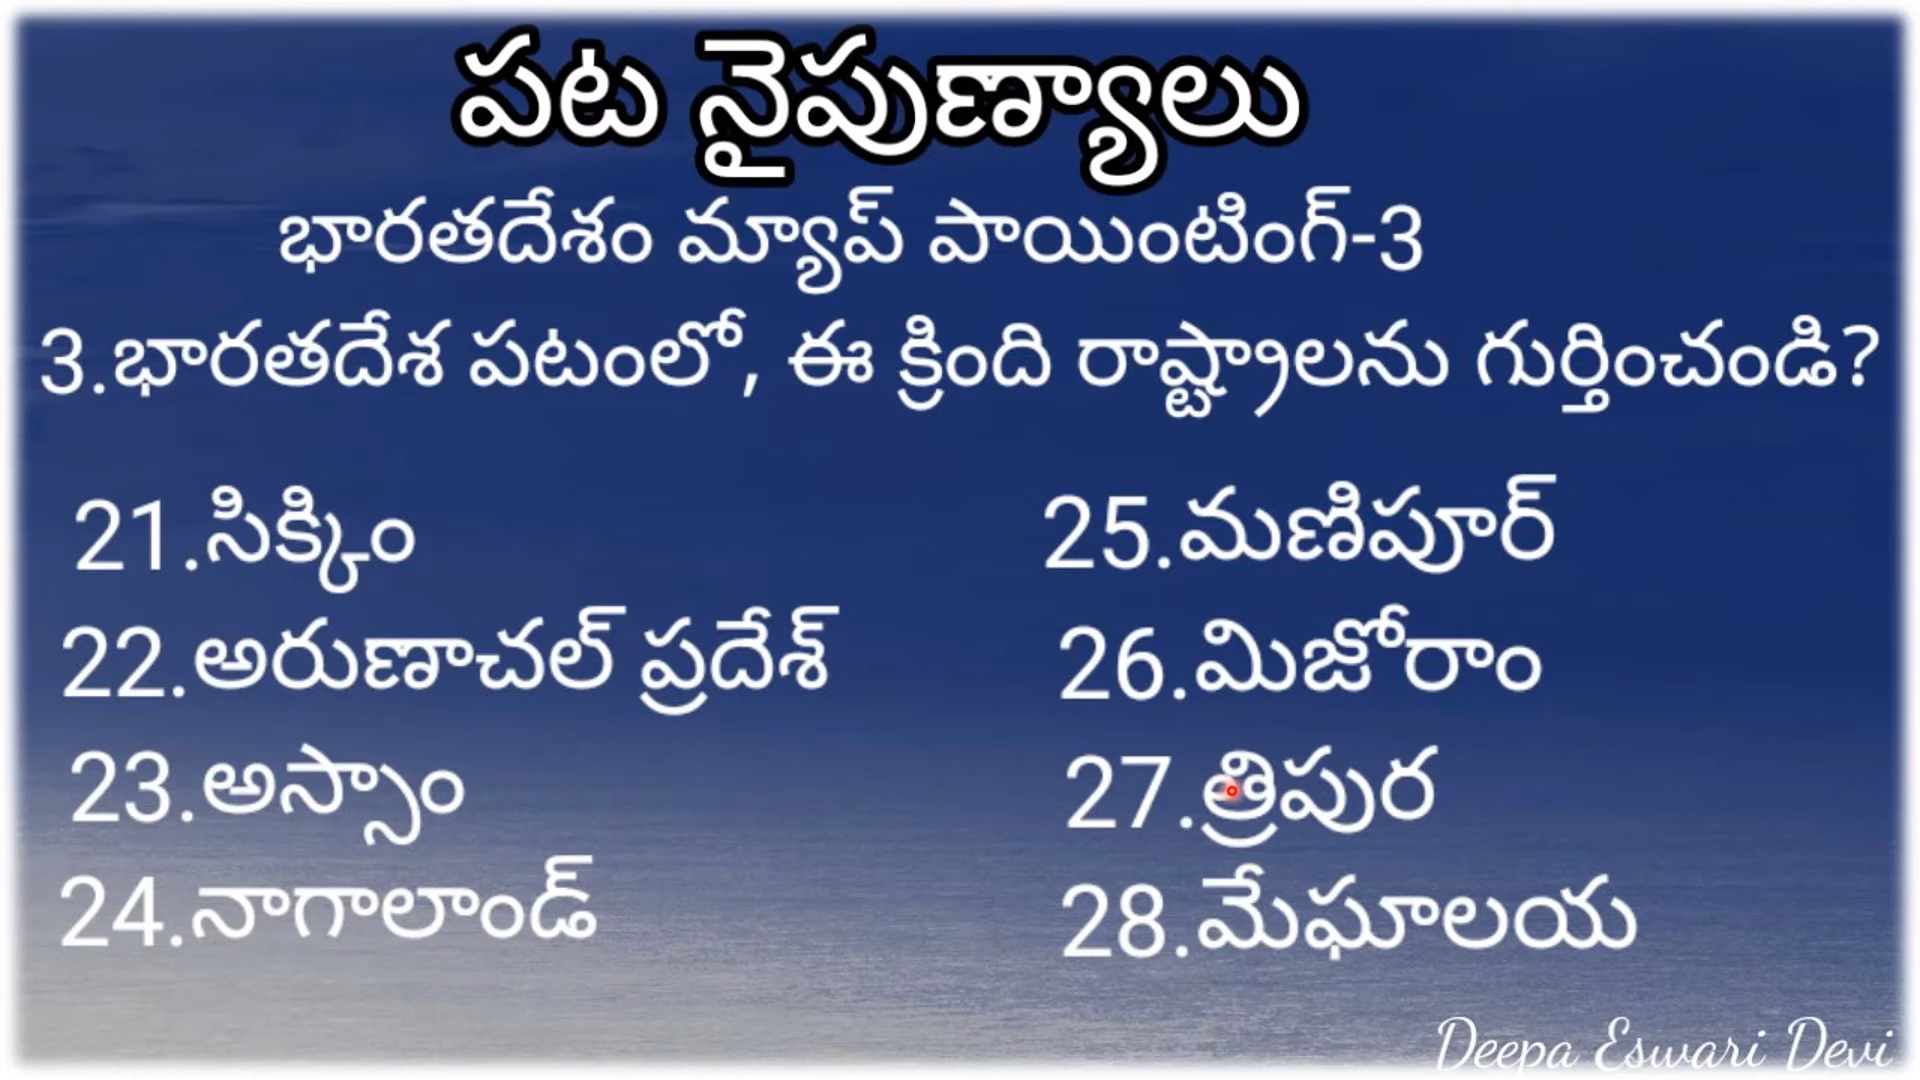 పట నైపుణ్యాలు
భారతదేశం మ్యాప్ పాయింటింగ్-3
3.భారతదేశ పటంలో, ఈ క్రింది రాష్ట్రాలను గుర్తించండి?
21.సిక్కిం
22.అరుణాచల్ ప్రదేశ్
23.అస్సాం
24.నాగాలాండ్
25.మణిపూర్
26.మిజోరాం
27.త్రిపుర
28.మేఘాలయ
Deepa Eswari Devi